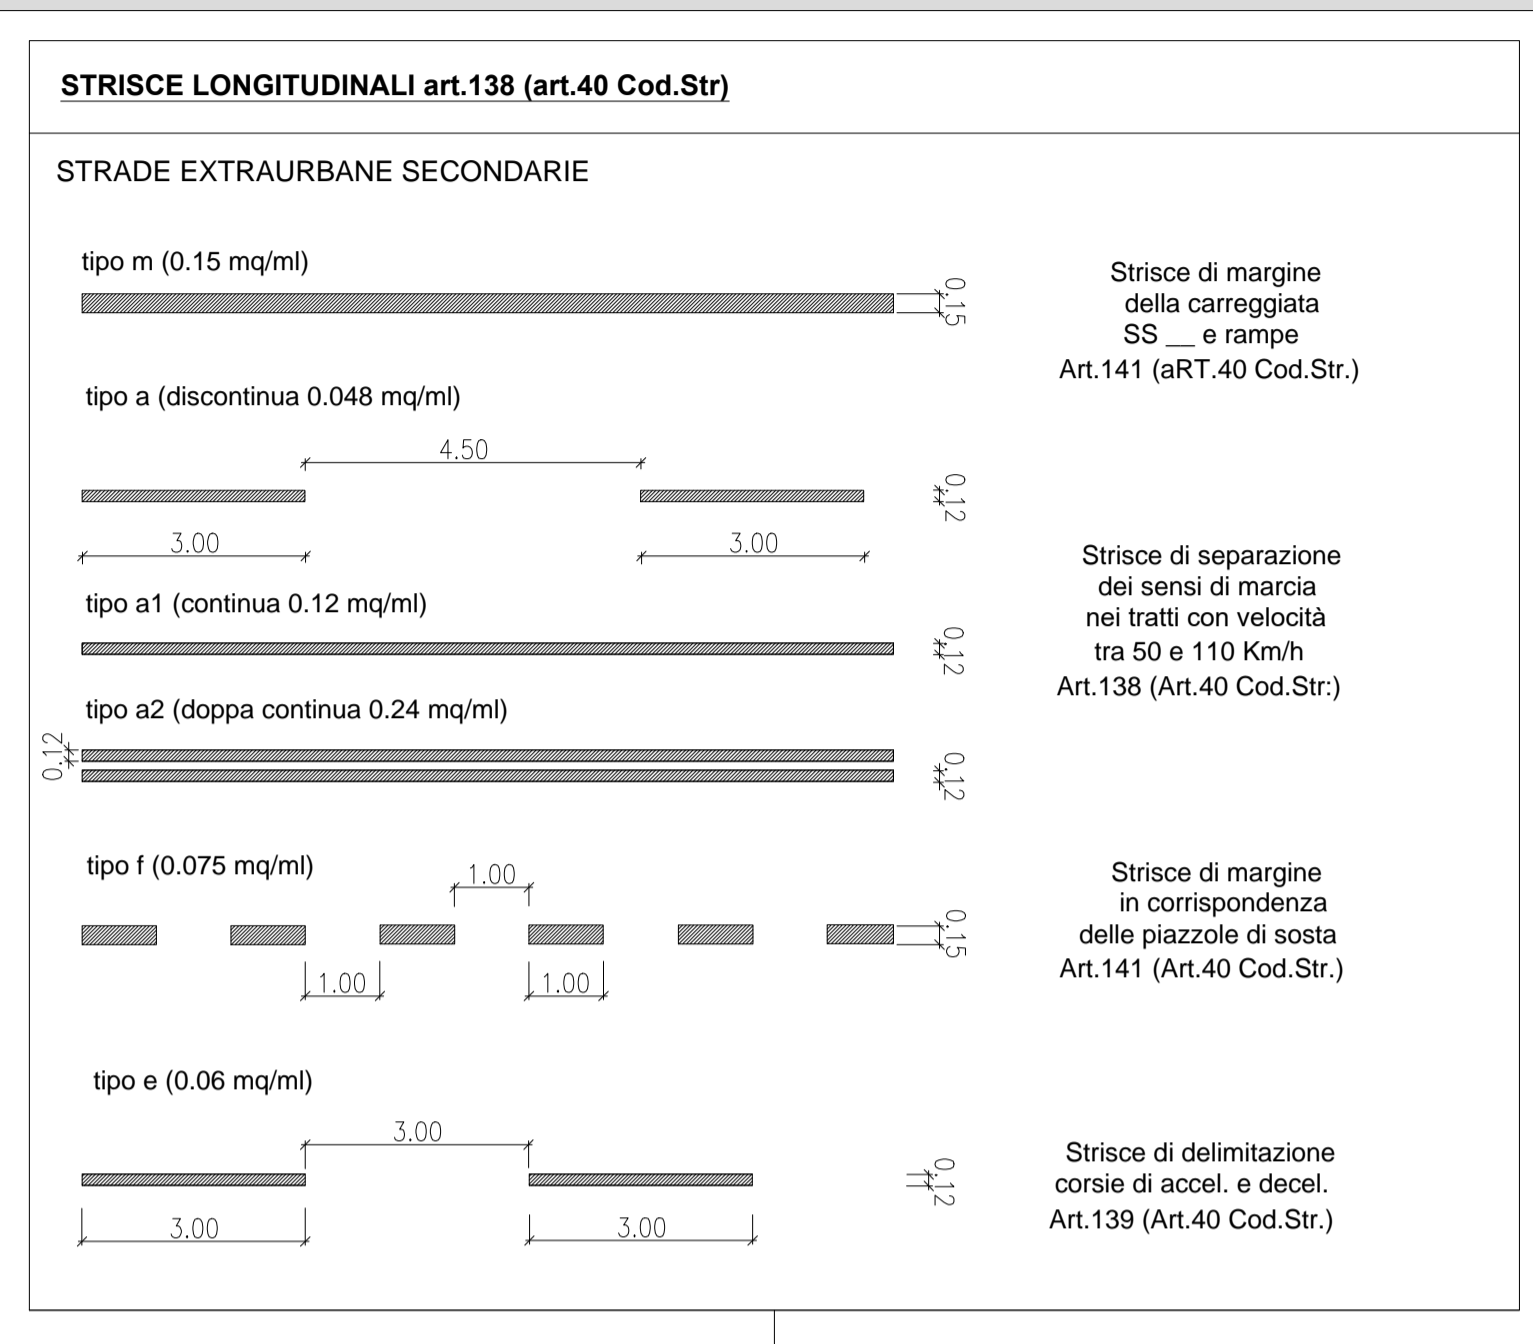 STRISCE LONGITUDINALI art.138 (art.40 Cod.Str)
STRADE EXTRAURBANE SECONDARIE
tipo m (0.15 mq/ml)
0.15
Strisce di margine
della carreggiata
SS __ e rampe
Art.141 (aRT.40 Cod.Str.)
tipo a (discontinua 0.048 mq/ml)
4.50
0.12
3.00
3.00
tipo a1 (continua 0.12 mq/ml)
0.12
Strisce di separazione
dei sensi di marcia
nei tratti con velocità
tra 50 e 110 Km/h
Art.138 (Art.40 Cod.Str:)
tipo a2 (doppa continua 0.24 mq/ml)
0.12
0.12
tipo f (0.075 mq/ml)
1.00
0.15
1.00
1.00
Strisce di margine
in corrispondenza
delle piazzole di sosta
Art.141 (Art.40 Cod.Str.)
tipo e (0.06 mq/ml)
3.00
0.12
3.00
3.00
Strisce di delimitazione
corsie di accel. e decel.
Art.139 (Art.40 Cod.Str.)